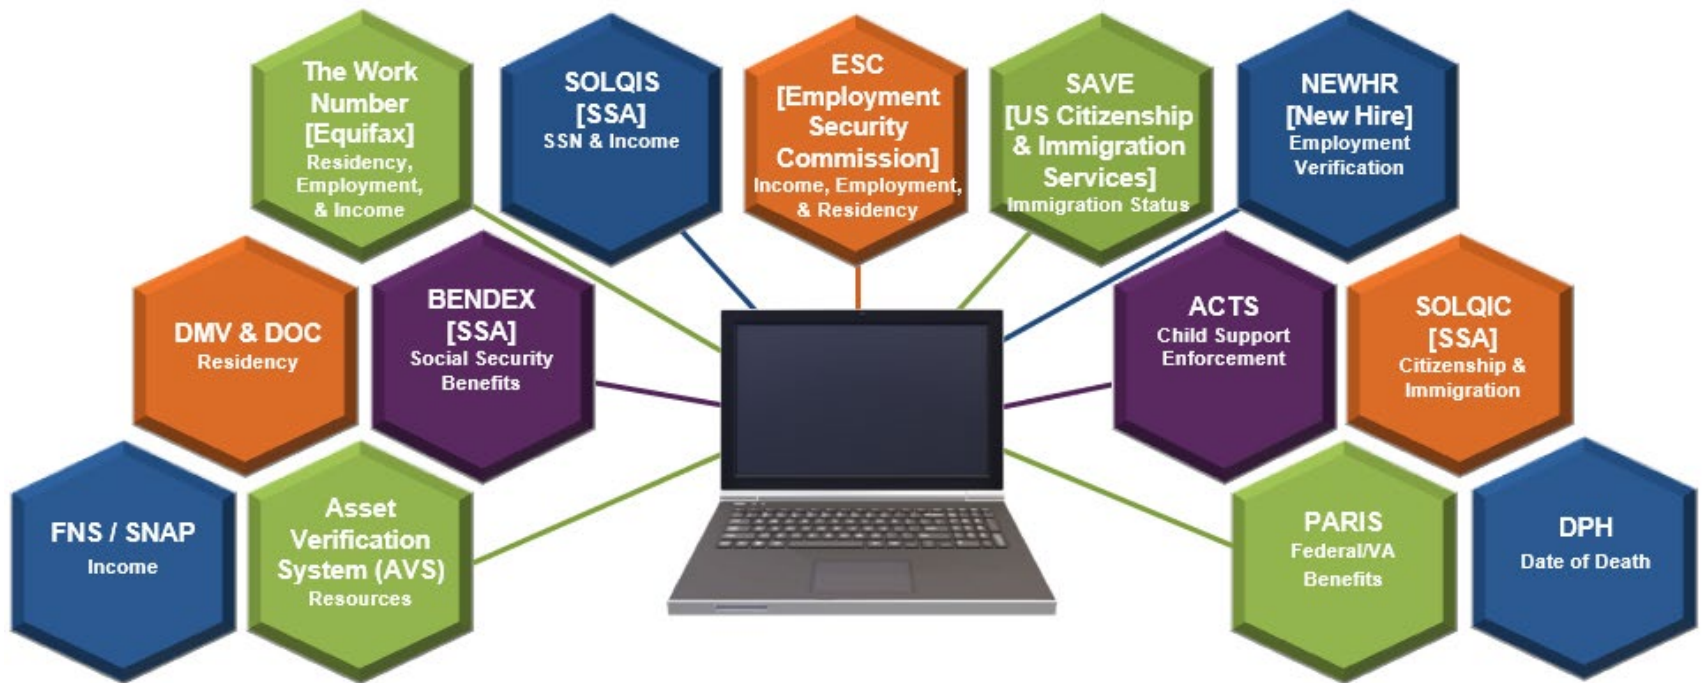 The Work
Number
[Equifax]
Residency,
Employment,
& Income
SOLQIS
[SSA]
SSN & Income
ESC
[Employment
Security
Commission]
Income, Employment,
& Residency
SAVE
[US Citizenship
& Immigration
Services]
Immigration Status
NEWHR
[New Hire]
Employment
Verification
DMV & DOC
Residency
BENDEX
[SSA]
Social Security
Benefits
ACTS
Child Support
Enforcement
SOLQIC
[SSA]
Citizenship &
Immigration
FNS / SNAP
Income
Asset
Verification
System (AVS)
Resources
PARIS
Federal/VA
Benefits
DPH
Date of Death